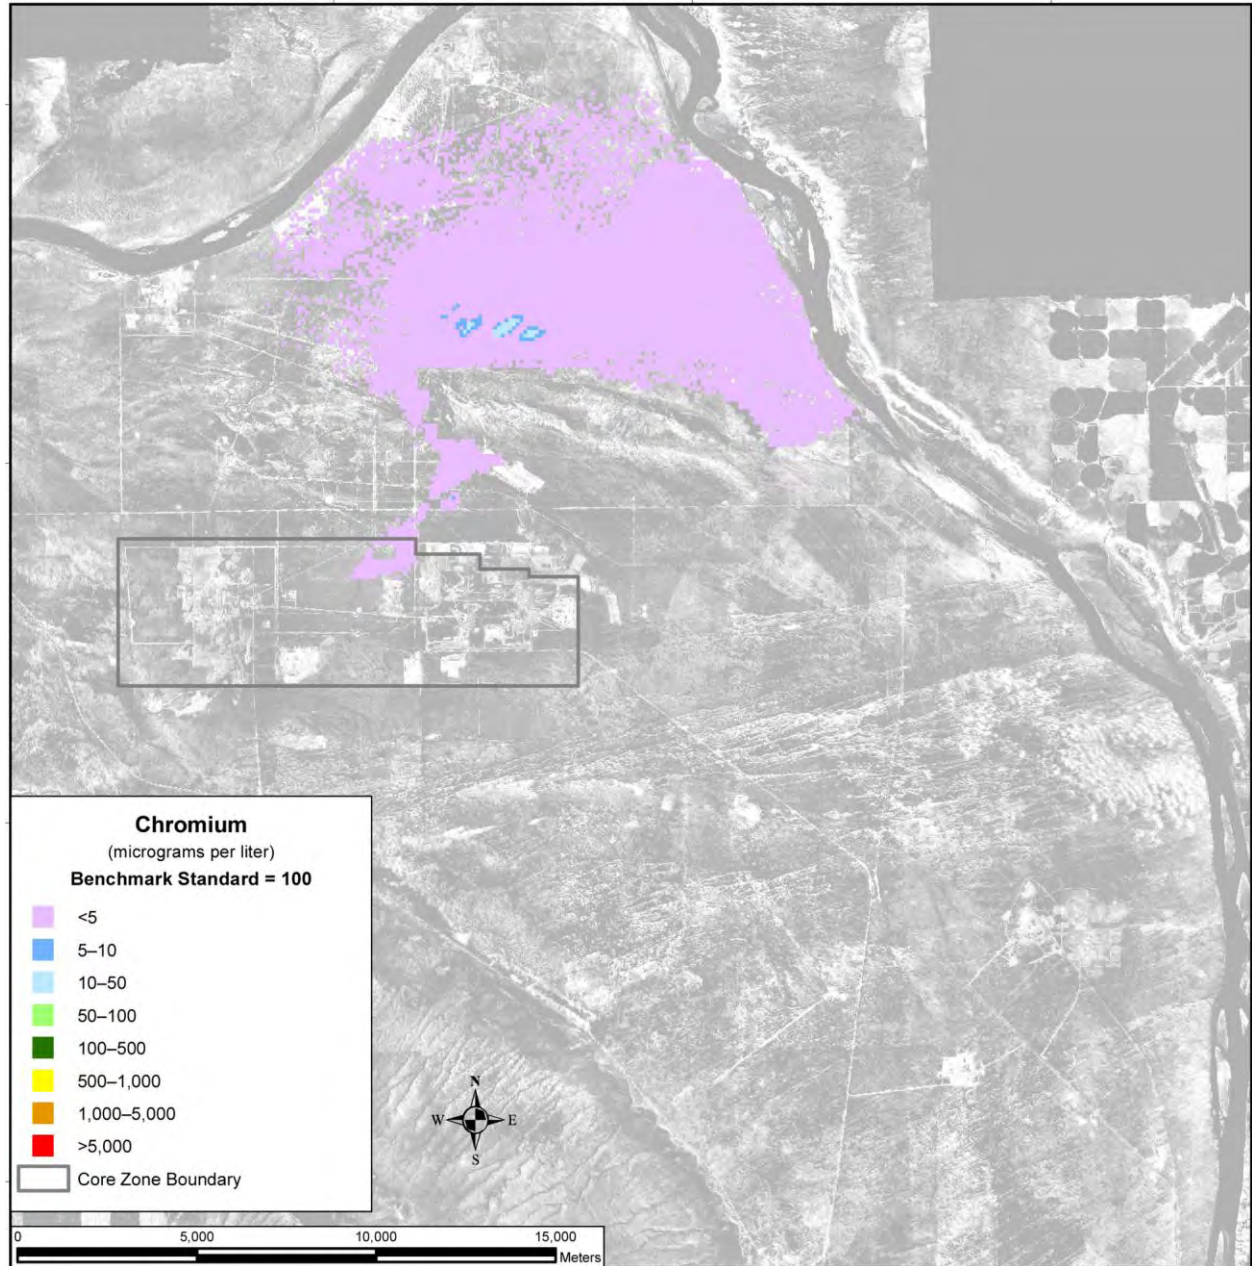 Chromium
(micrograms per liter)
Benchmark Standard = 100
<5
5–10
10–50
50–100
100–500
500–1,000
1,000–5,000
>5,000
Core Zone Boundary
N
W E
S
0 5,000 10,000 15,000
Meters